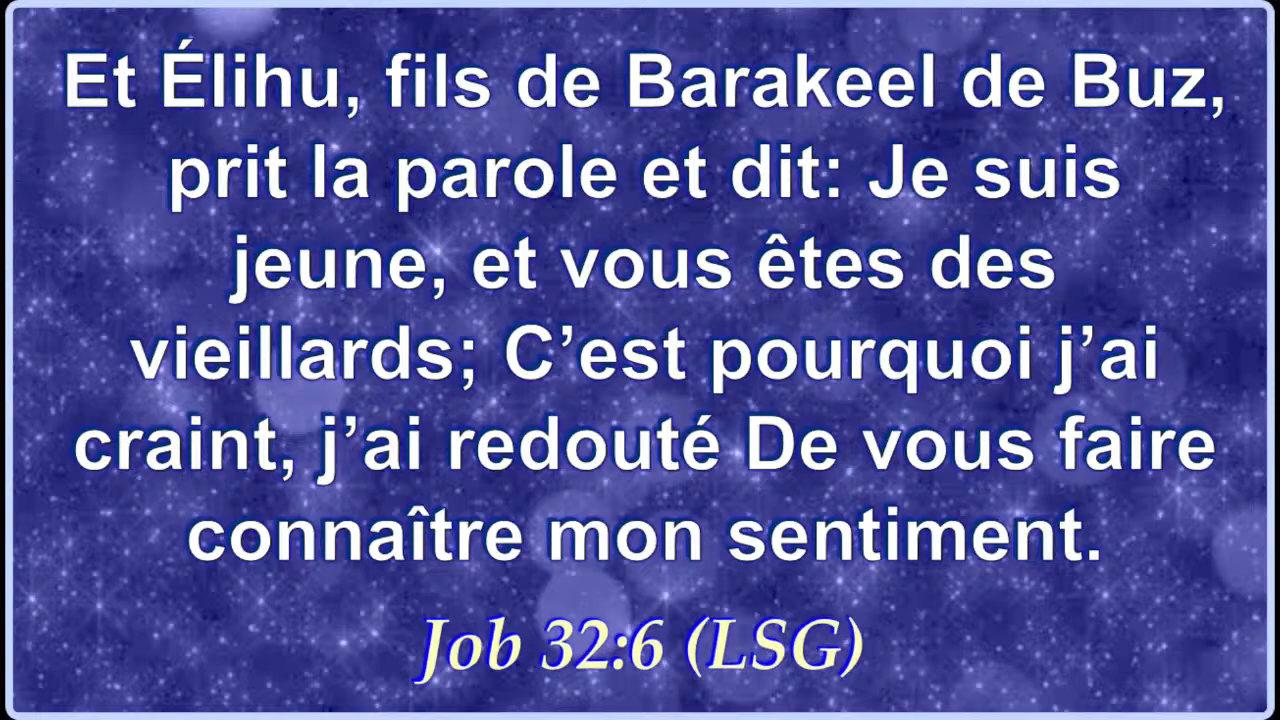 Et Élihu, fils de Barakeel de Buz,
prit la parole et dit: Je suis
jeune, et vous êtes des
vieillards; C’est pourquoi j’ai
craint, j’ai redouté De vous faire
connaître mon sentiment.
Job 32:6 (LSG)